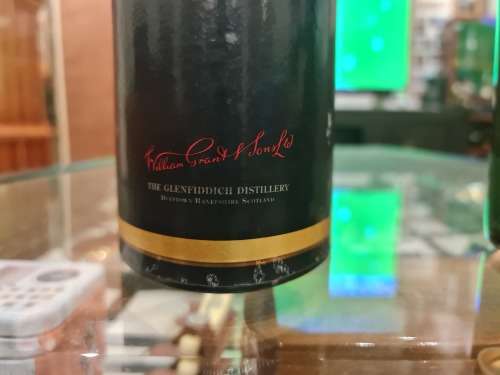 William Grant & Sons Ltd
THE GLENFIDDICH DISTILLERY
DUFFTOWN BANFFSHIRE SCOTLAND